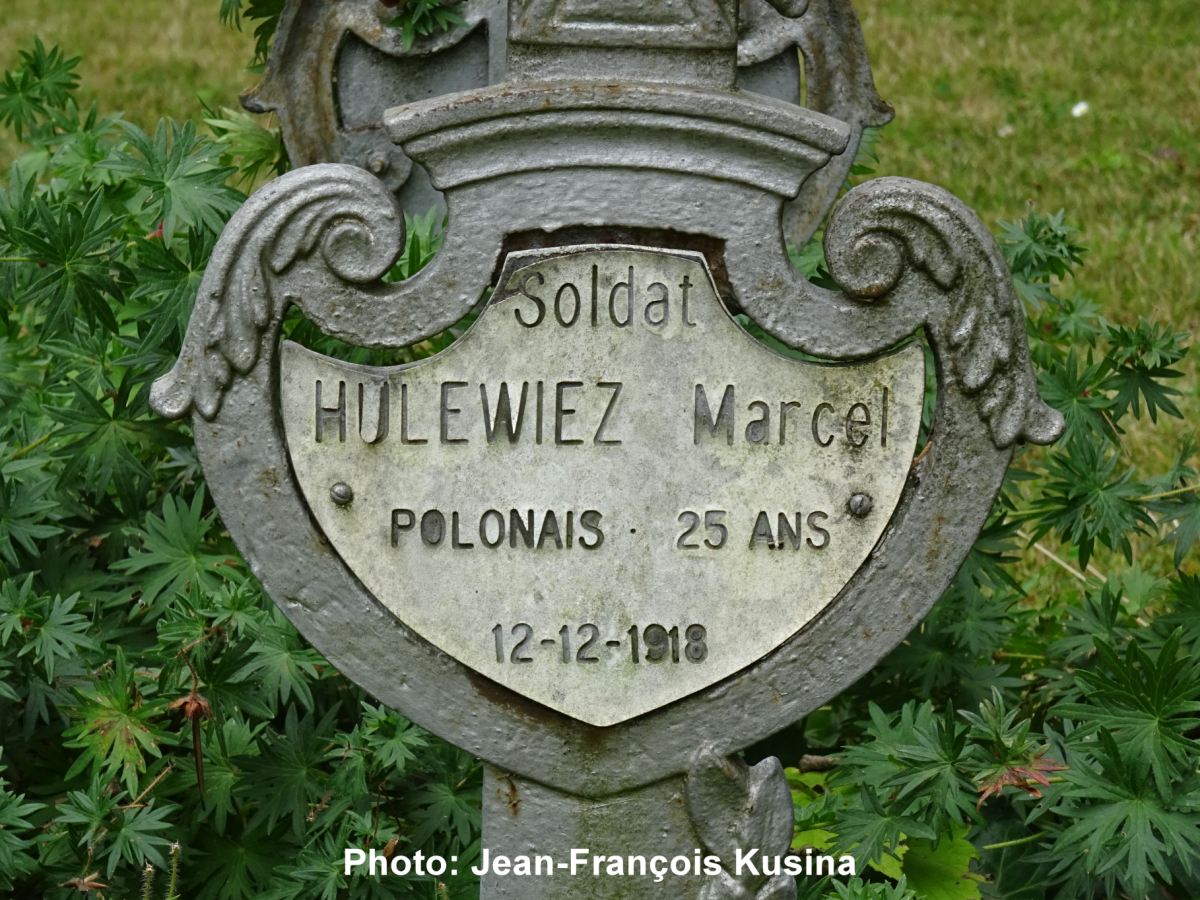 Soldat
HULEWIEZ Marcel
POLONAIS · 25 ANS
12-12-1918
Photo: Jean-François Kusina